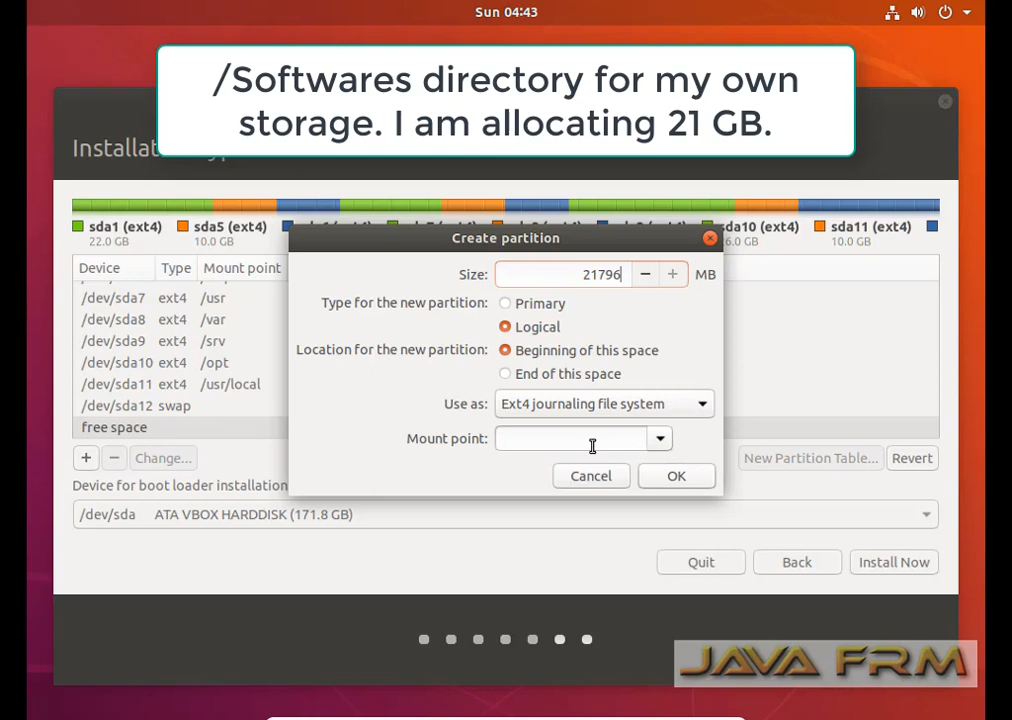 Sun 04:43
/Softwares directory for my own
storage. I am allocating 21 GB.
sda1 (ext4)
22.0 GB
sda5 (ext4)
10.0 GB
sda10 (ext4)
sda11 (ext4)
10.0 GB
Device Type Mount point
/dev/sda7 ext4 /usr
/dev/sda8 ext4 /var
/dev/sda9 ext4 /srv
/dev/sda10 ext4 /opt
/dev/sda11 ext4 /usr/local
/dev/sda12 swap
free space
+ − Change...
New Partition Table... Revert
Create partition
Size: 21796 − + MB
Type for the new partition: Primary
Logical
Location for the new partition: Beginning of this space
End of this space
Use as: Ext4 journaling file system
Mount point:
Cancel OK
Device for boot loader installation
/dev/sda ATA VBOX HARDDISK (171.8 GB)
Quit Back Install Now
JAVA FRM